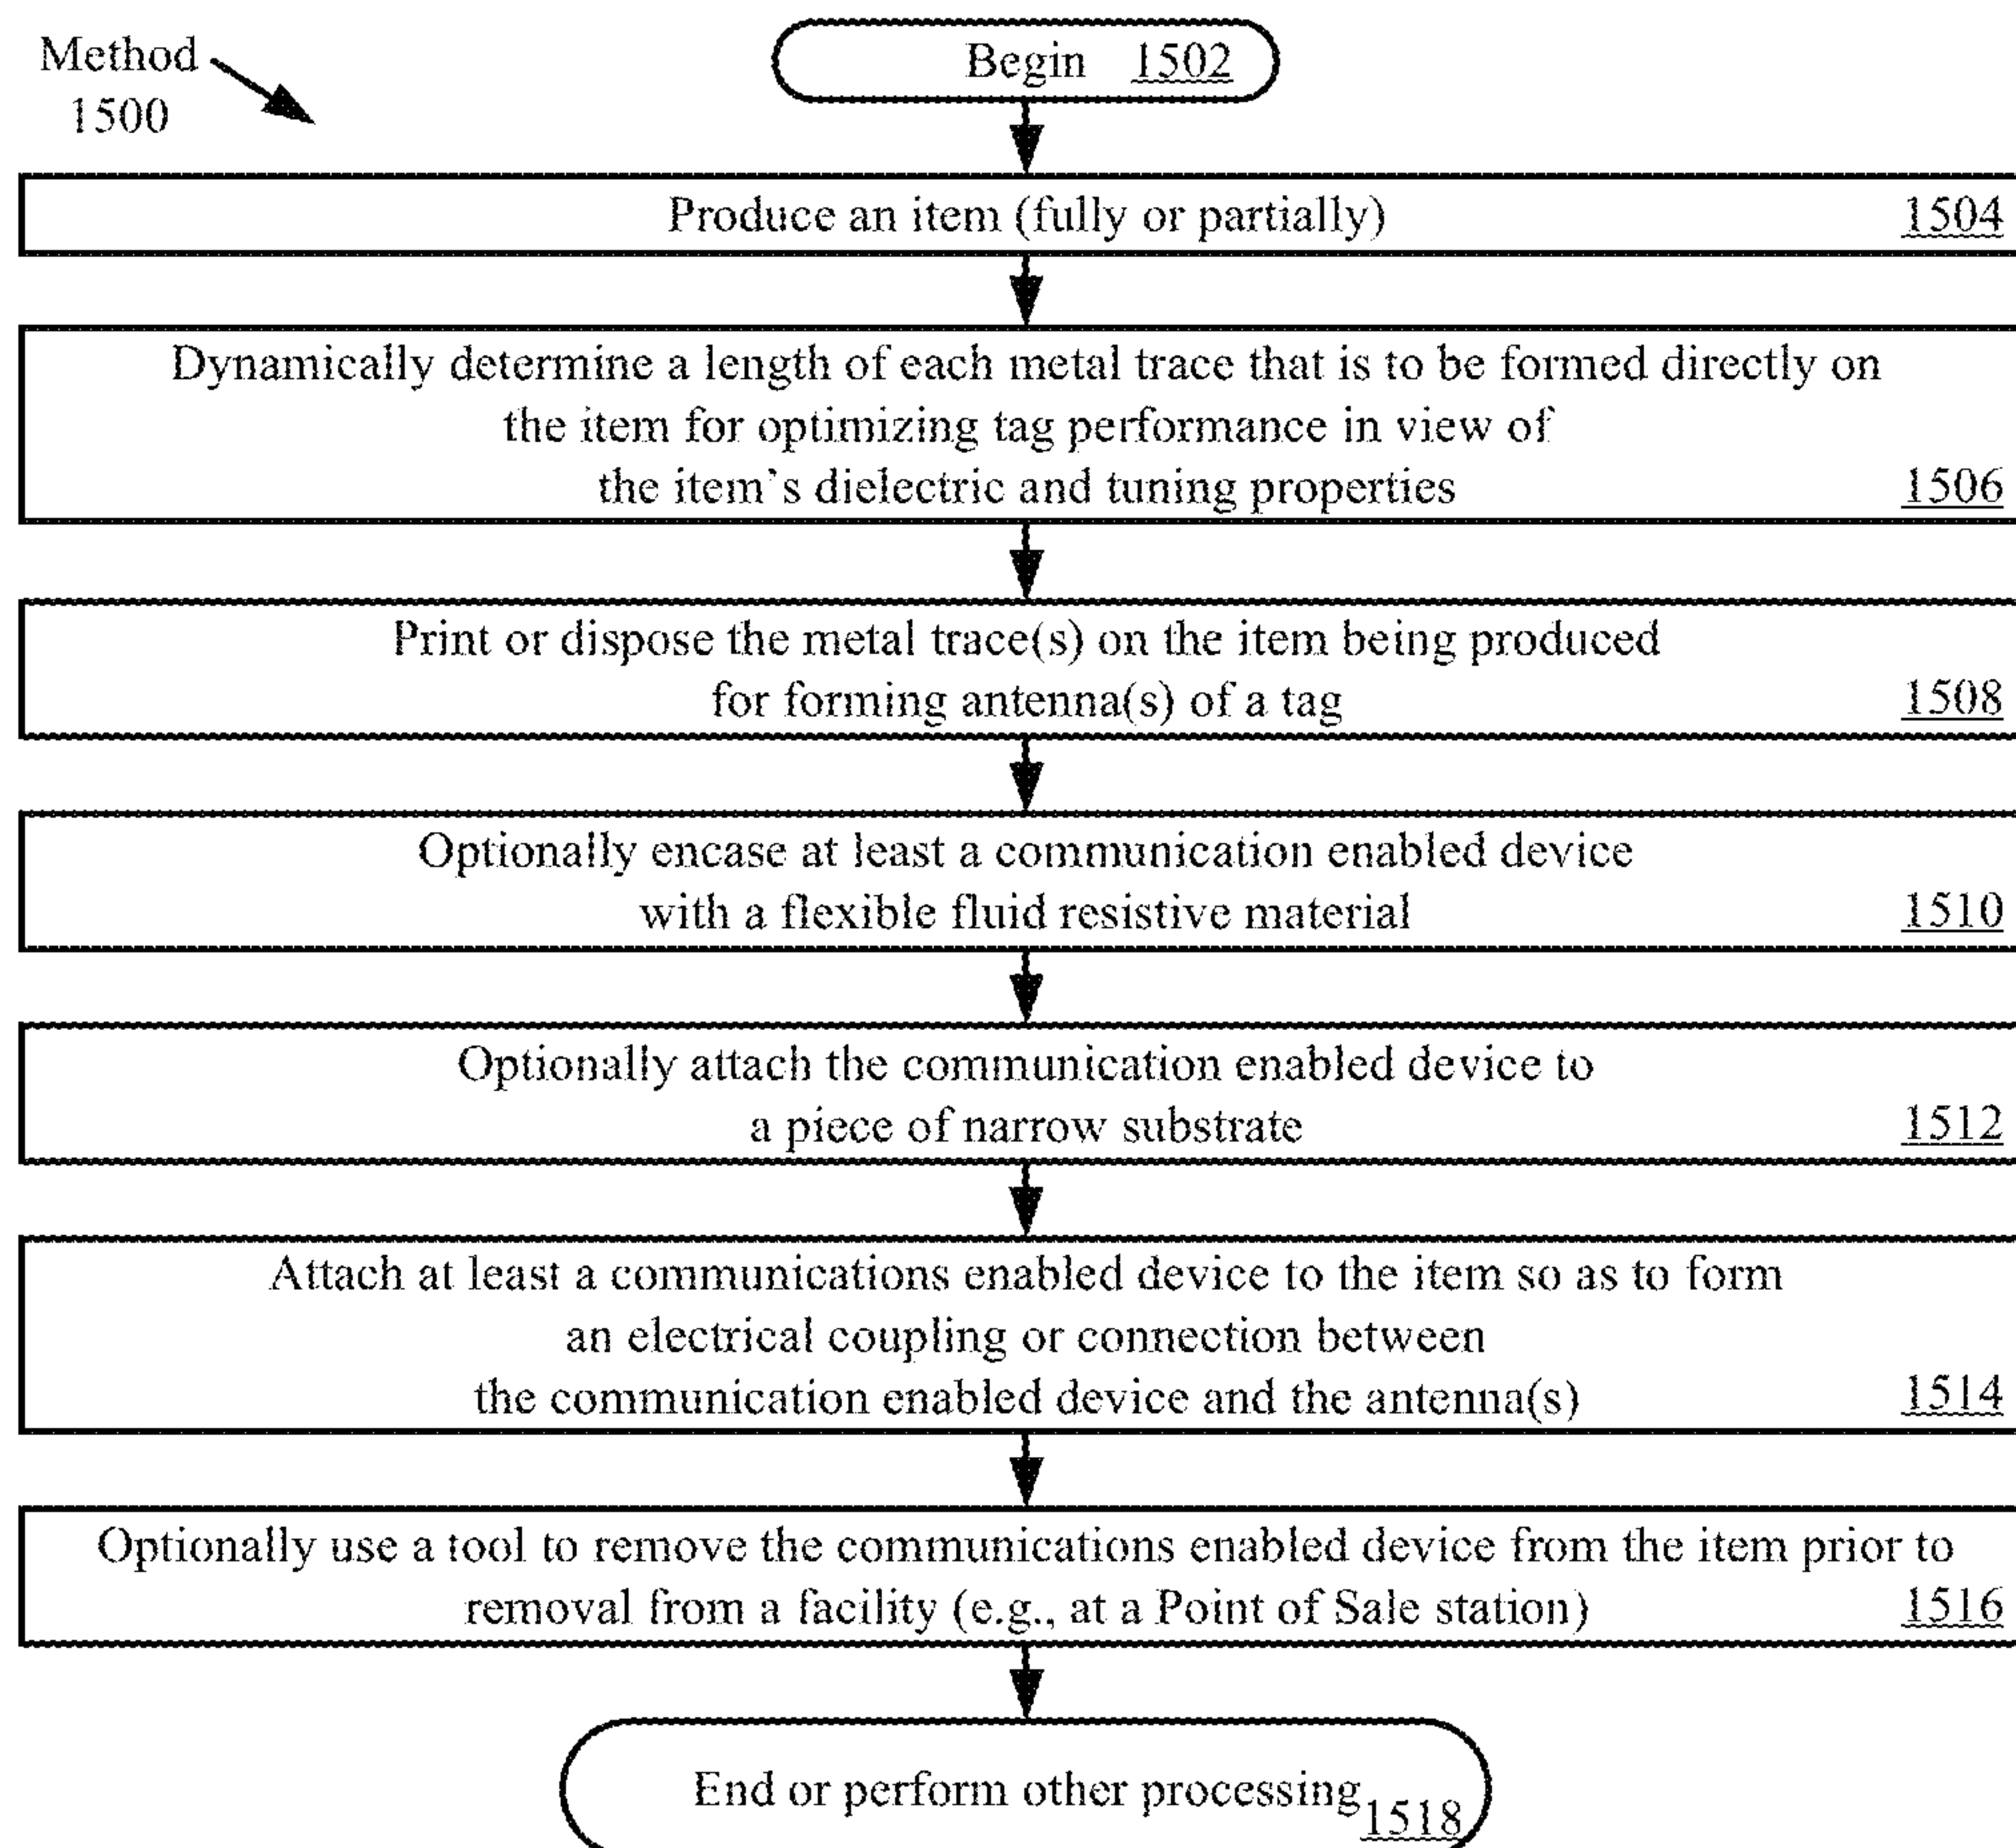 Method
1500
Begin 1502
Produce an item (fully or partially) 1504
Dynamically determine a length of each metal trace that is to be formed directly on
the item for optimizing tag performance in view of
the item's dielectric and tuning properties 1506
Print or dispose the metal trace(s) on the item being produced
for forming antenna(s) of a tag 1508
Optionally encase at least a communication enabled device
with a flexible fluid resistive material 1510
Optionally attach the communication enabled device to
a piece of narrow substrate 1512
Attach at least a communications enabled device to the item so as to form
an electrical coupling or connection between
the communication enabled device and the antenna(s) 1514
Optionally use a tool to remove the communications enabled device from the item prior to
removal from a facility (e.g., at a Point of Sale station) 1516
End or perform other processing 1518